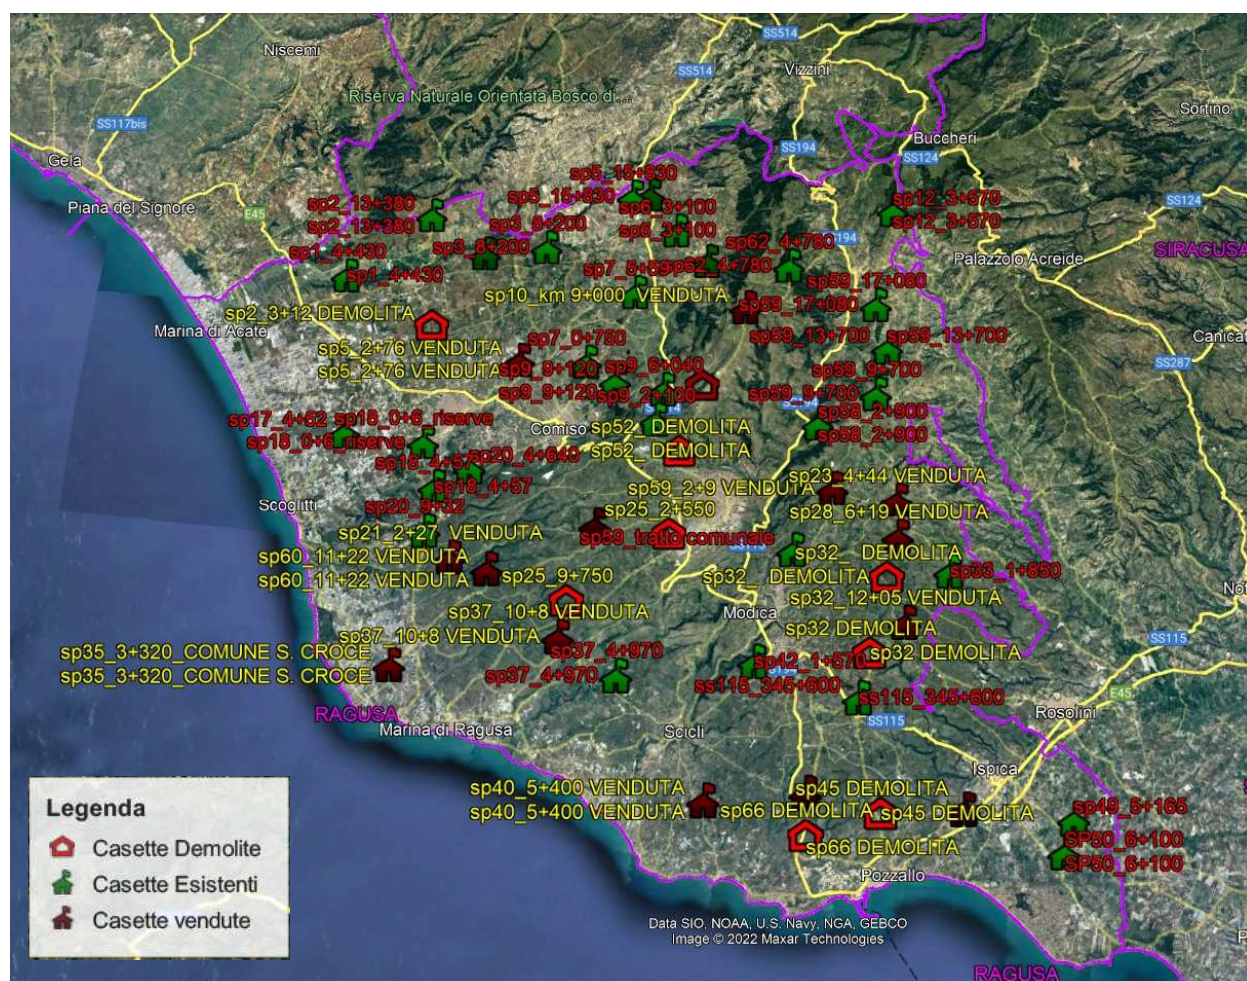 SS514
Niscemi
SS514
Vizzini
Riserva Naturale Orientata Bosco di...
Sortino
SS117bis
Buccheri
SS194
SS124
Gela
sp5_15+830
sp5_15+830
SS124
Piana del Signore
E45
sp2_13+380
sp2_13+380
sp3_8+200
sp3_8+200
sp6_3+100
sp6_3+100
sp12_3+570
sp12_3+570
sp1_4+430
sp1_4+430
sp62_4+780
sp62_4+780
SIRACUSA
Palazzolo Acreide
sp59_17+080
sp59_17+080
sp10_km 9+000 VENDUTA
sp2_3+12 DEMOLITA
Marina di Acate
sp7_0+750
sp59_13+700
sp59_13+700
sp5_2+76 VENDUTA
sp5_2+76 VENDUTA
sp9_9+120
sp9_9+120
sp9_6+040
sp9_2+100
sp59_9+700
sp59_9+700
SS287
sp17_4+52
sp18_0+6_riserve
sp18_0+6_riserve
Comiso
sp52_ DEMOLITA
sp52_ DEMOLITA
sp58_2+900
sp58_2+900
sp18_4+57
sp18_4+57
sp20_4+640
sp20_9+32
sp23_4+44 VENDUTA
sp59_2+9 VENDUTA
Scoglitti
sp25_2+550
sp28_6+19 VENDUTA
sp21_2+27 VENDUTA
sp59_tratto comunale
SS115
sp60_11+22 VENDUTA
sp60_11+22 VENDUTA
sp25_9+750
sp32_ DEMOLITA
sp32_ DEMOLITA
sp33_1+850
sp32_12+05 VENDUTA
sp37_10+8 VENDUTA
sp37_10+8 VENDUTA
Modica
sp32 DEMOLITA
sp32 DEMOLITA
SS115
sp35_3+320_COMUNE S. CROCE
sp35_3+320_COMUNE S. CROCE
sp37_4+970
sp37_4+970
sp42_1+570
ss115_345+600
ss115_345+600
E45
RAGUSA
Marina di Ragusa
Scicli
SS115
Rosolini
Ispica
sp40_5+400 VENDUTA
sp40_5+400 VENDUTA
sp45 DEMOLITA
sp45 DEMOLITA
sp66 DEMOLITA
sp66 DEMOLITA
sp49_5+165
SP50_6+100
SP50_6+100
Pozzallo
Legenda
Casette Demolite
Casette Esistenti
Casette vendute
Data SIO, NOAA, U.S. Navy, NGA, GEBCO
Image © 2022 Maxar Technologies
RAGUSA